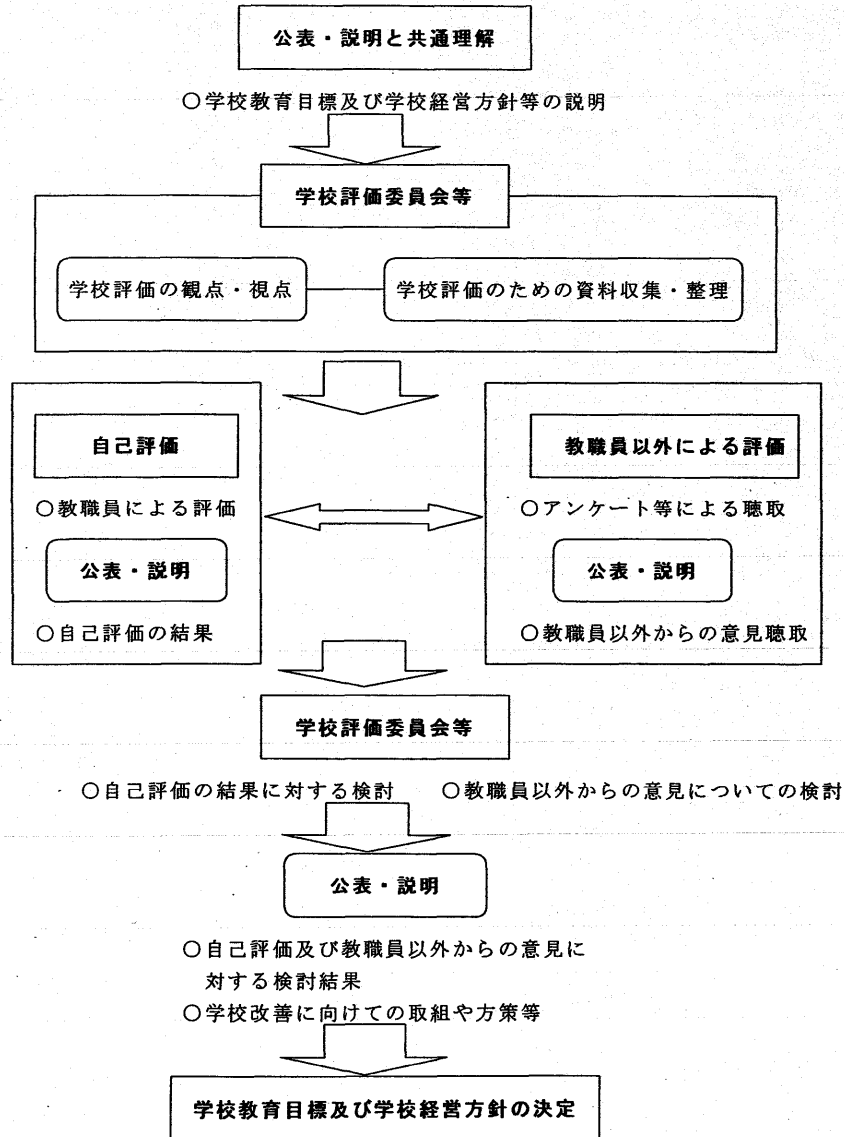 公表・説明と共通理解
○学校教育目標及び学校経営方針等の説明
学校評価委員会等
学校評価の観点・視点
学校評価のための資料収集・整理
自己評価
○教職員による評価
公表・説明
○自己評価の結果
教職員以外による評価
○アンケート等による聴取
公表・説明
○教職員以外からの意見聴取
学校評価委員会等
○自己評価の結果に対する検討
○教職員以外からの意見についての検討
公表・説明
○自己評価及び教職員以外からの意見に
対する検討結果
○学校改善に向けての取組や方策等
学校教育目標及び学校経営方針の決定